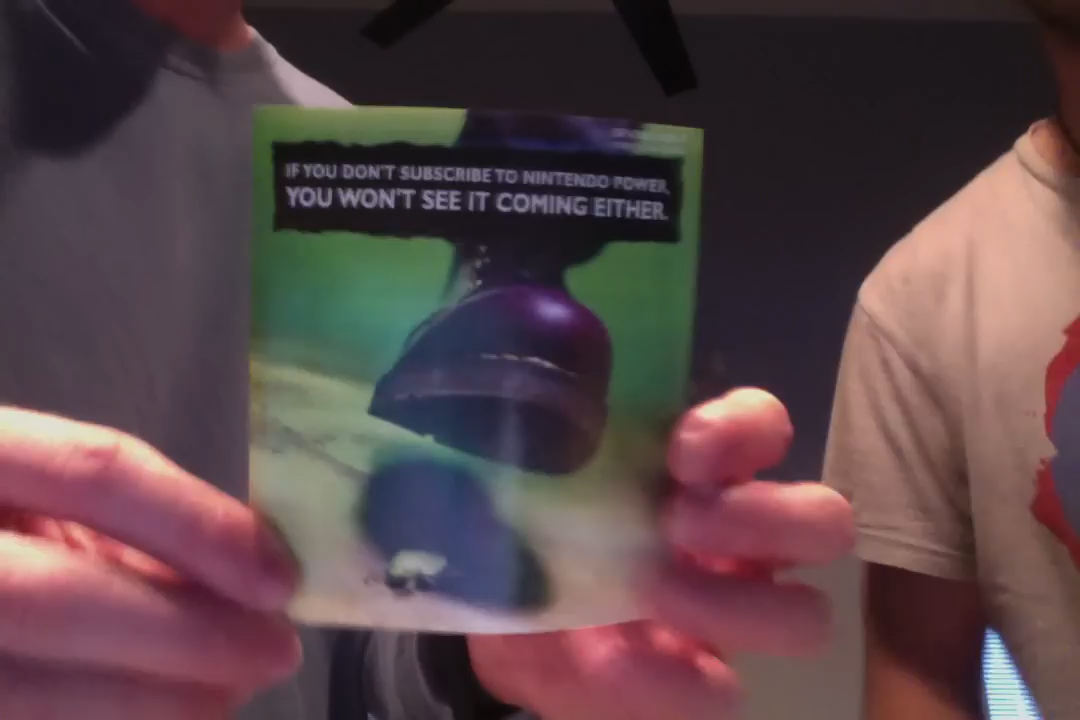 IF YOU DON'T SUBSCRIBE TO NINTENDO POWER,
YOU WON'T SEE IT COMING EITHER.